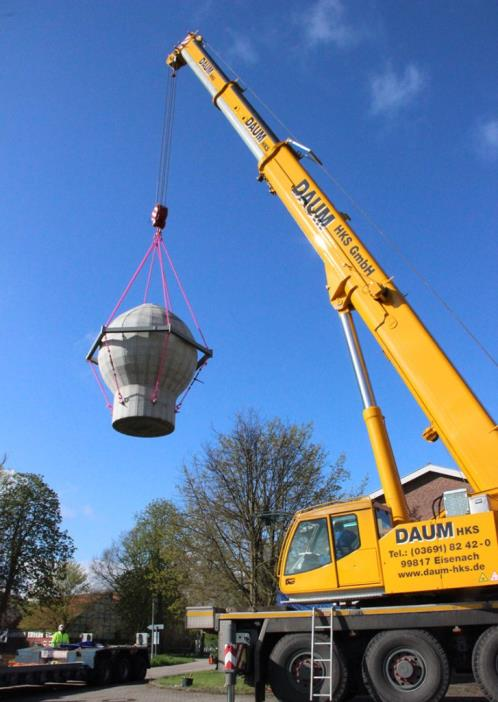 DAUM HKS
DAUM HKS
DAUM HKS GmbH
DAUM HKS
Tel.: (03691) 82 42-0
99817 Eisenach
www.daum-hks.de